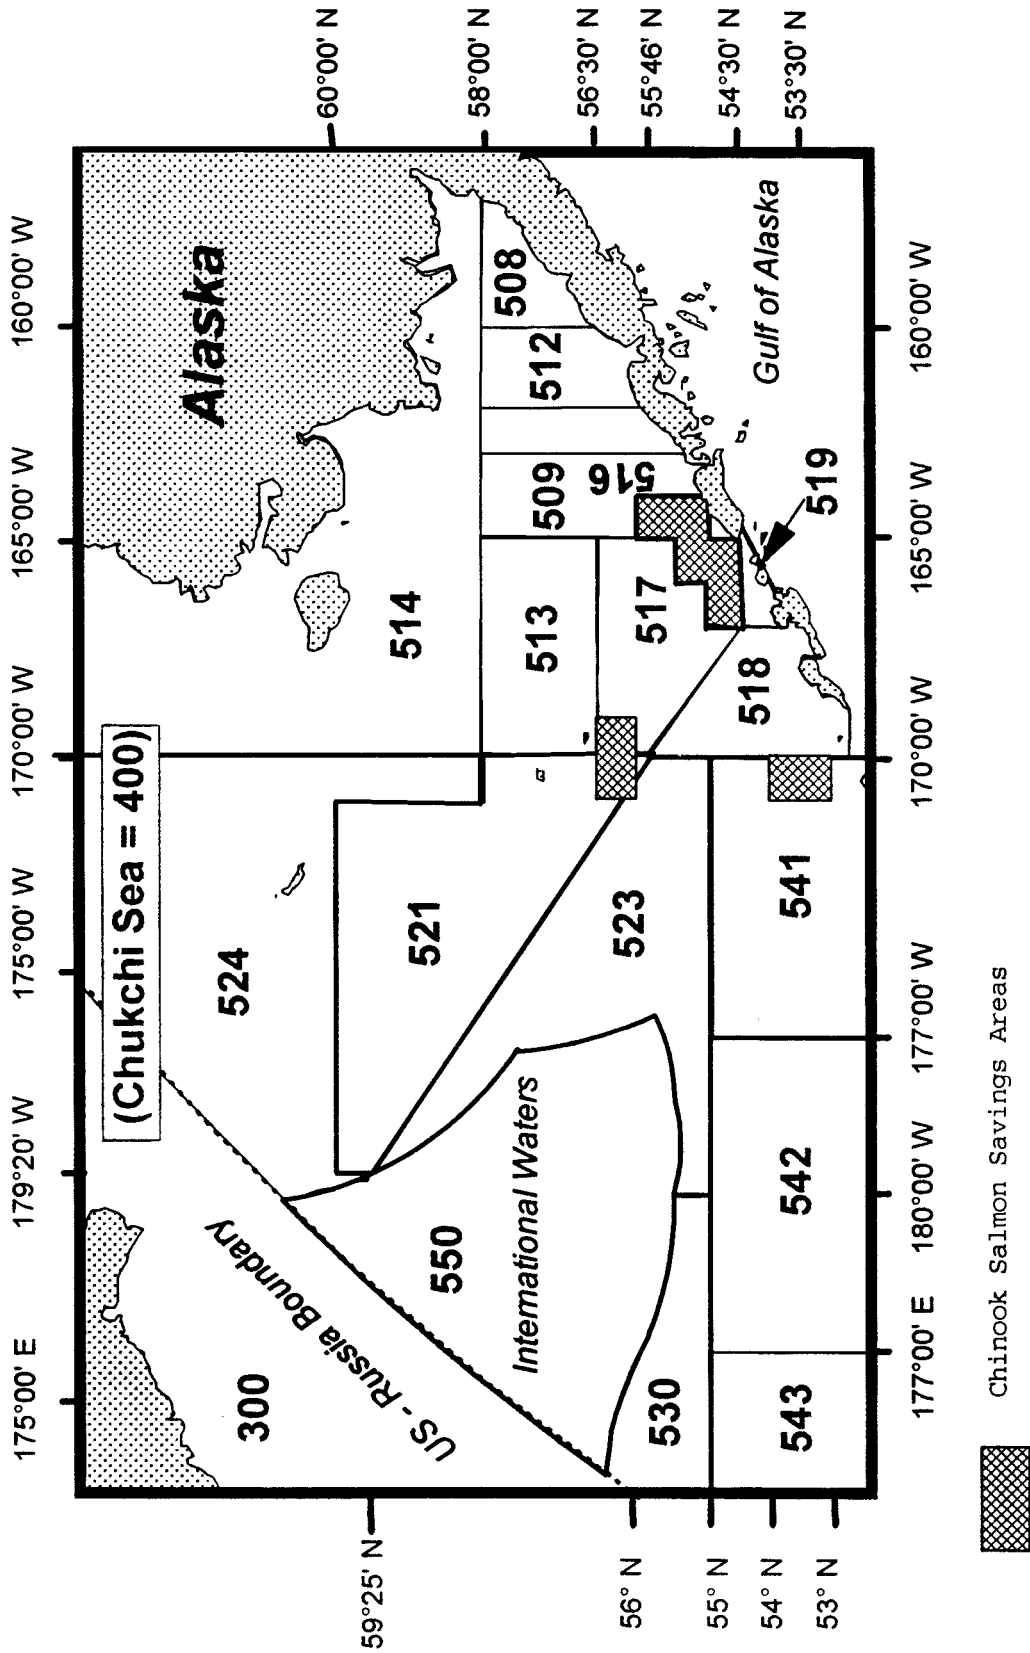 175°00' E
179°20' W
175°00' W
170°00' W
165°00' W
160°00' W
(Chukchi Sea = 400)
Alaska
60°00' N
58°00' N
56°30' N
55°46' N
54°30' N
53°30' N
300
US - Russia Boundary
524
514
521
550
International Waters
523
513
509
512
508
516
517
518
519
Gulf of Alaska
530
543
542
541
59°25' N
56° N
55° N
54° N
53° N
177°00' E
180°00' W
177°00' W
170°00' W
165°00' W
160°00' W
Chinook Salmon Savings Areas